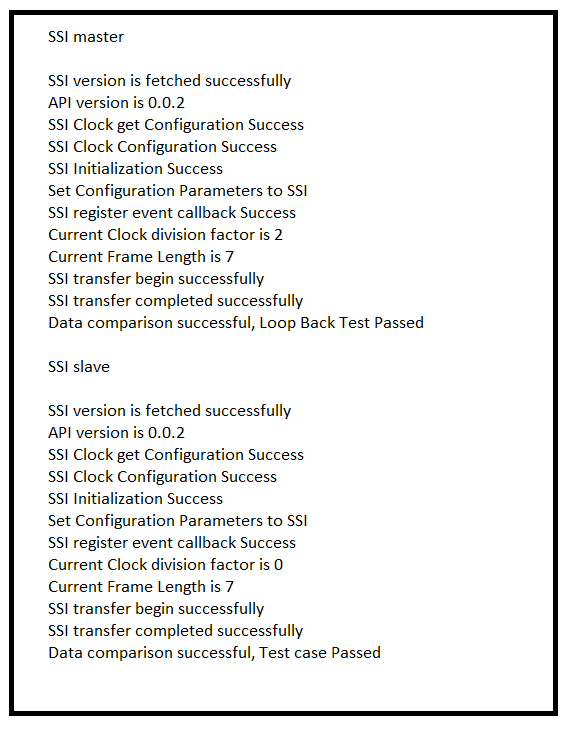 SSI master
SSI version is fetched successfully
API version is 0.0.2
SSI Clock get Configuration Success
SSI Clock Configuration Success
SSI Initialization Success
Set Configuration Parameters to SSI
SSI register event callback Success
Current Clock division factor is 2
Current Frame Length is 7
SSI transfer begin successfully
SSI transfer completed successfully
Data comparison successful, Loop Back Test Passed
SSI slave
SSI version is fetched successfully
API version is 0.0.2
SSI Clock get Configuration Success
SSI Clock Configuration Success
SSI Initialization Success
Set Configuration Parameters to SSI
SSI register event callback Success
Current Clock division factor is 0
Current Frame Length is 7
SSI transfer begin successfully
SSI transfer completed successfully
Data comparison successful, Test case Passed